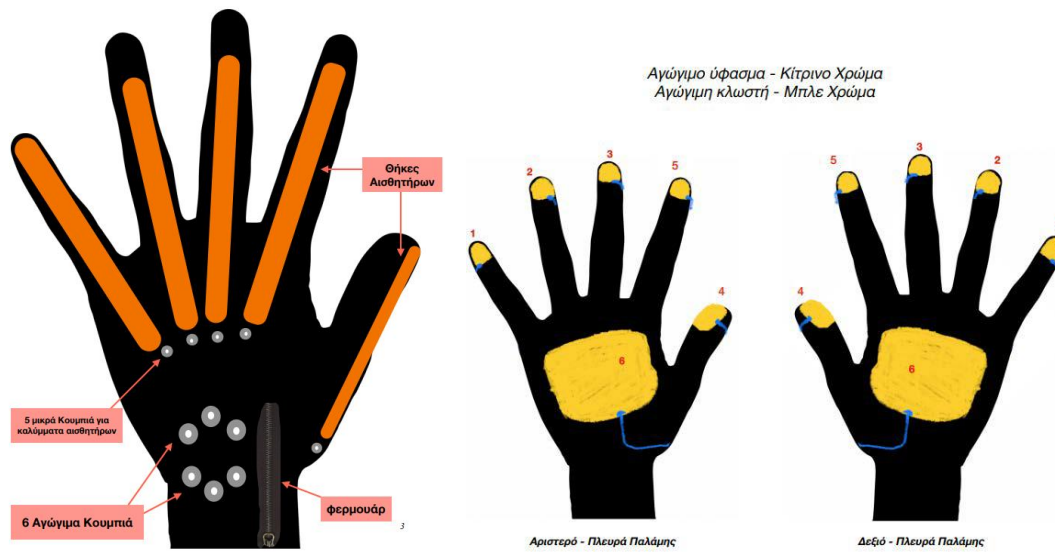 Θήκες
Αισθητήρων
5 μικρά Κουμπιά για
καλύμματα αισθητήρων
6 Αγώγιμα Κουμπιά
φερμουάρ
3
Αγώγιμο ύφασμα - Κίτρινο Χρώμα
Αγώγιμη κλωστή - Μπλε Χρώμα
1
2
3
5
4
6
Αριστερό - Πλευρά Παλάμης
5
3
2
4
6
Δεξιό - Πλευρά Παλάμης